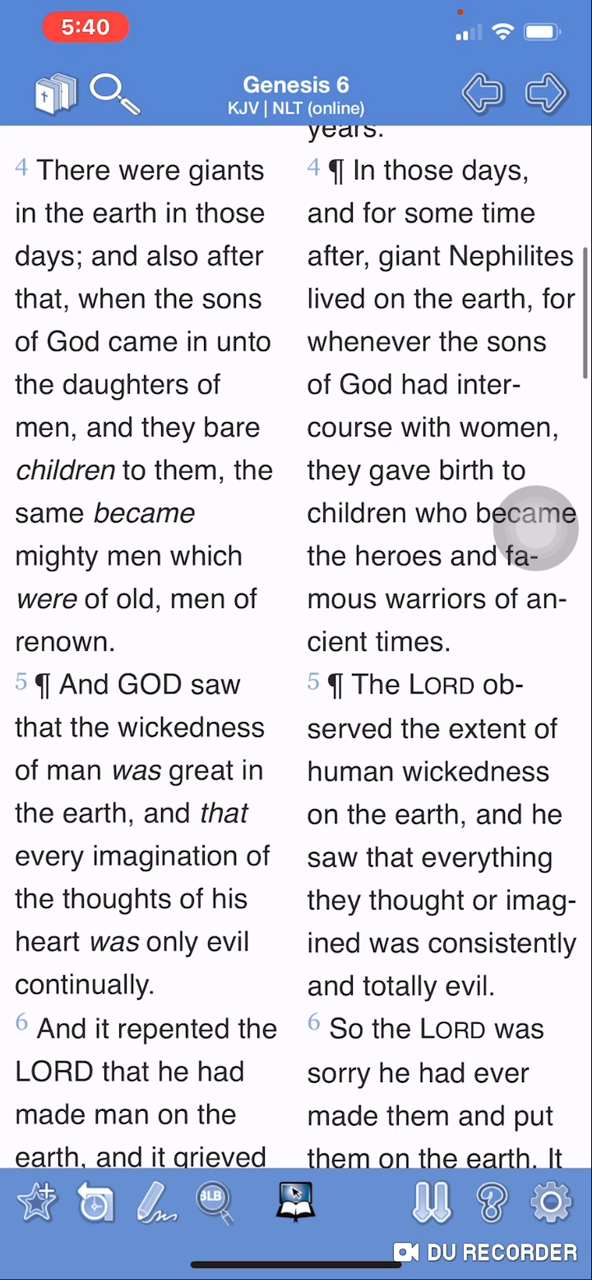 5:40
Genesis 6
KJV | NLT (online)
4 There were giants
in the earth in those
days; and also after
that, when the sons
of God came in unto
the daughters of
men, and they bare
children to them, the
same became
mighty men which
were of old, men of
renown.
5 ¶ And GOD saw
that the wickedness
of man was great in
the earth, and that
every imagination of
the thoughts of his
heart was only evil
continually.
6 And it repented the
LORD that he had
made man on the
earth, and it grieved
years.
4 ¶ In those days,
and for some time
after, giant Nephilites
lived on the earth, for
whenever the sons
of God had inter-
course with women,
they gave birth to
children who became
the heroes and fa-
mous warriors of an-
cient times.
5 ¶ The LORD ob-
served the extent of
human wickedness
on the earth, and he
saw that everything
they thought or imag-
ined was consistently
and totally evil.
6 So the LORD was
sorry he had ever
made them and put
them on the earth. It
BLB
DU RECORDER